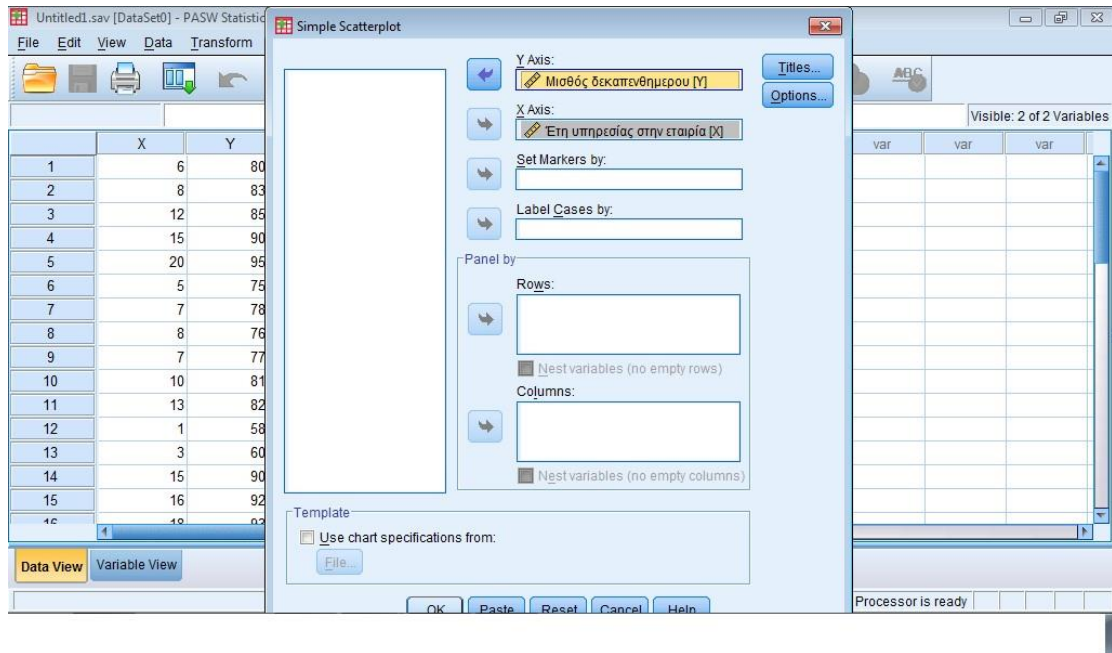 Untitled1.sav [DataSet0] - PASW Statistic
File Edit View Data Transform
Visible: 2 of 2 Variables
X Y var var var
1 6 80
2 8 83
3 12 85
4 15 90
5 20 95
6 5 75
7 7 78
8 8 76
9 7 77
10 10 81
11 13 82
12 1 58
13 3 60
14 15 90
15 16 92
16 18 93
Data View Variable View
Processor is ready
Simple Scatterplot
Y Axis:
Μισθός δεκαπενθημερου [Y]
X Axis:
Έτη υπηρεσίας στην εταιρία [X]
Set Markers by:
Label Cases by:
Titles...
Options...
Panel by
Rows:
Nest variables (no empty rows)
Columns:
Nest variables (no empty columns)
Template
Use chart specifications from:
File...
OK Paste Reset Cancel Help